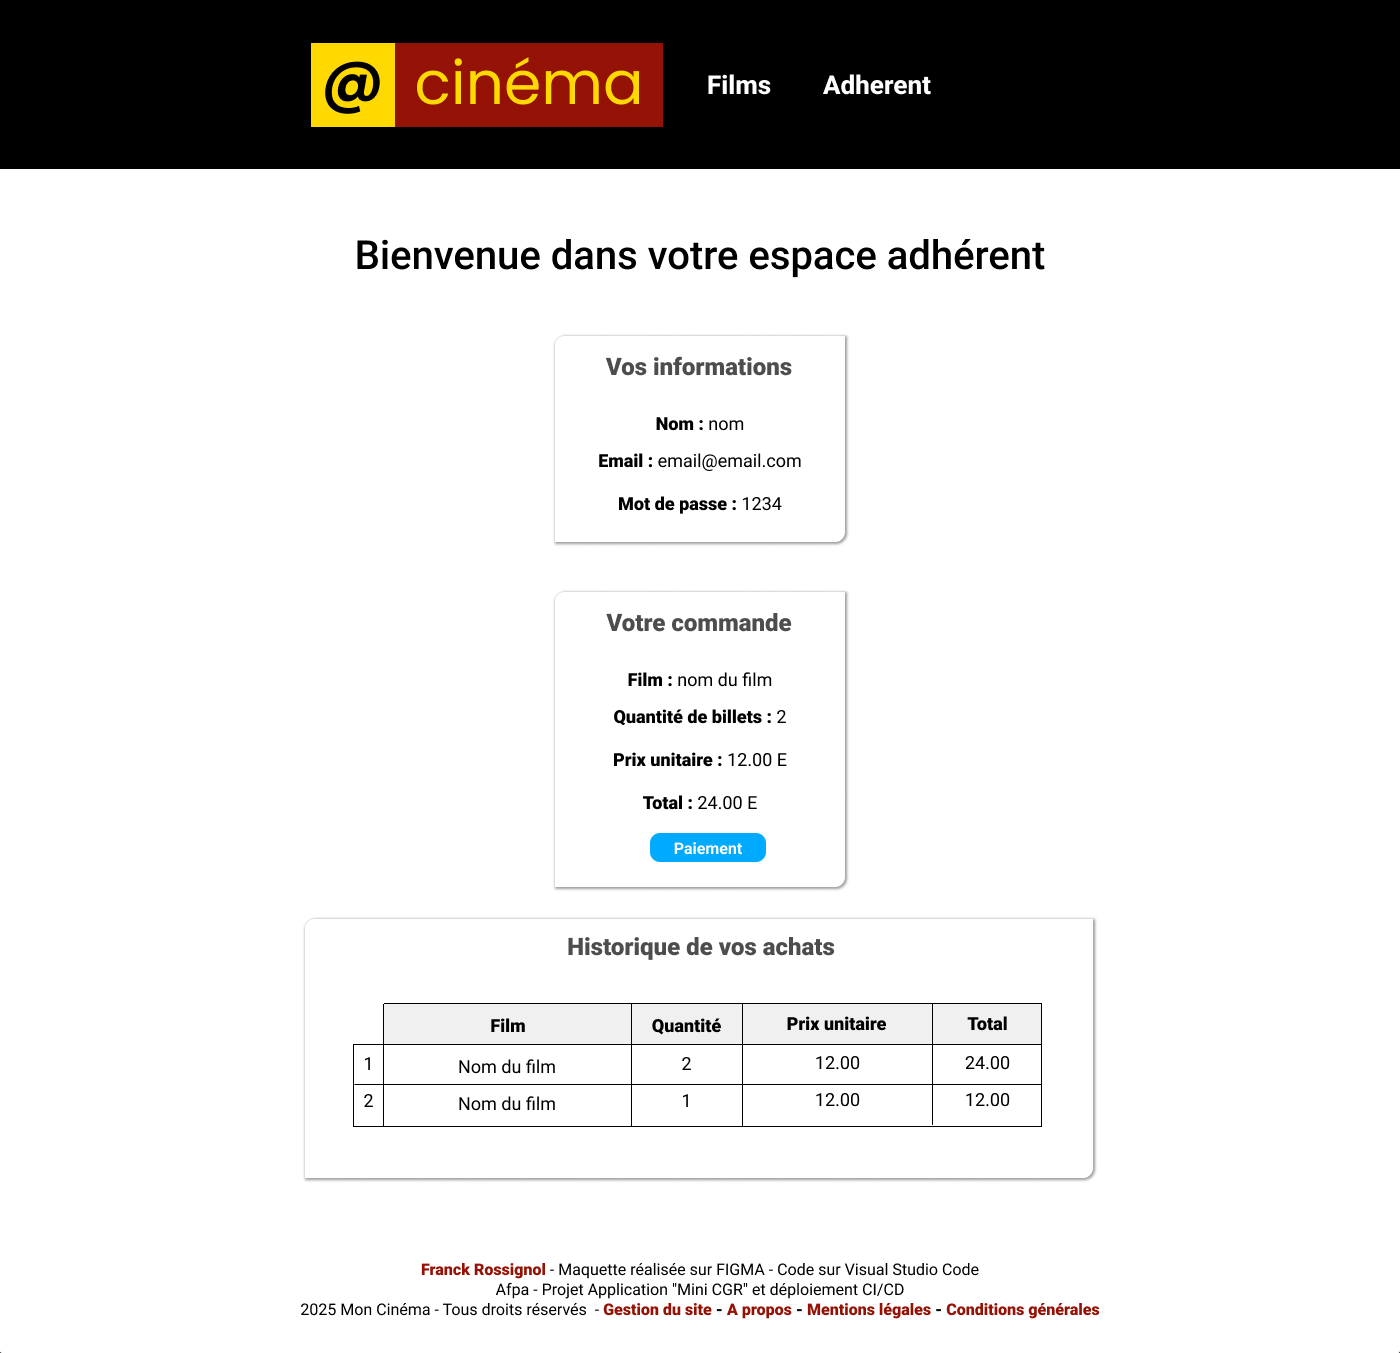 @ cinéma
Films
Adherent
Bienvenue dans votre espace adhérent
Vos informations
Nom : nom
Email : email@email.com
Mot de passe : 1234
Votre commande
Film : nom du film
Quantité de billets : 2
Prix unitaire : 12.00 E
Total : 24.00 E
Paiement
Historique de vos achats
Film Quantité Prix unitaire Total
1 Nom du film 2 12.00 24.00
2 Nom du film 1 12.00 12.00
Franck Rossignol - Maquette réalisée sur FIGMA - Code sur Visual Studio Code
Afpa - Projet Application "Mini CGR" et déploiement CI/CD
2025 Mon Cinéma - Tous droits réservés - Gestion du site - A propos - Mentions légales - Conditions générales